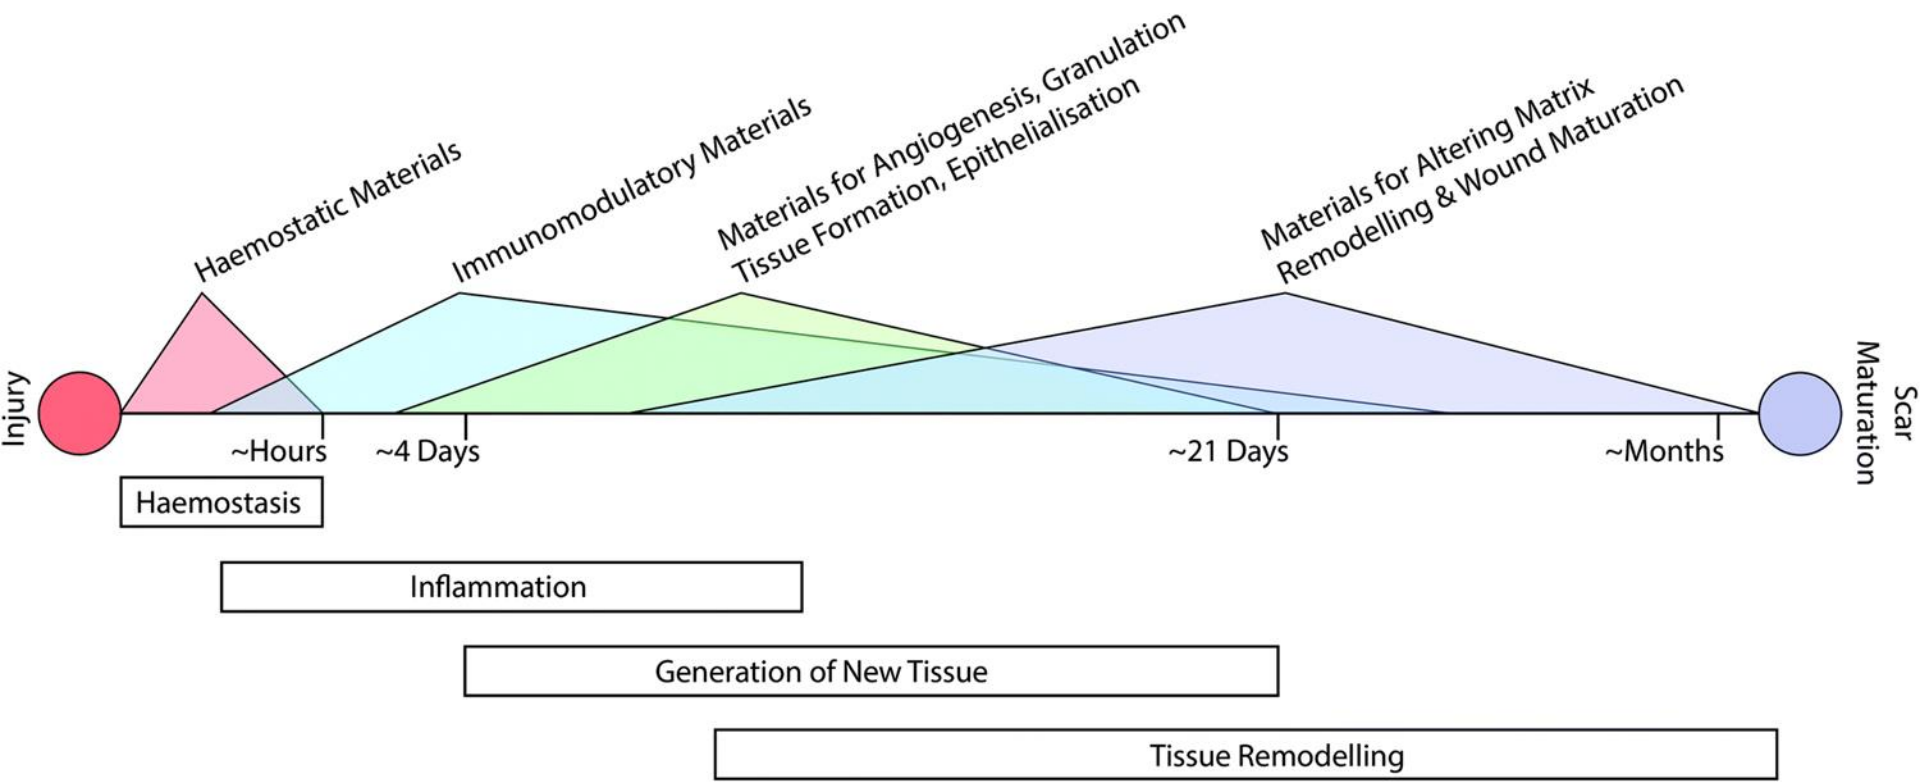 Haemostatic Materials
Immunomodulatory Materials
Materials for Angiogenesis, Granulation
Tissue Formation, Epithelialisation
Materials for Altering Matrix
Remodelling & Wound Maturation
Injury
~Hours
~4 Days
~21 Days
~Months
Scar
Maturation
Haemostasis
Inflammation
Generation of New Tissue
Tissue Remodelling